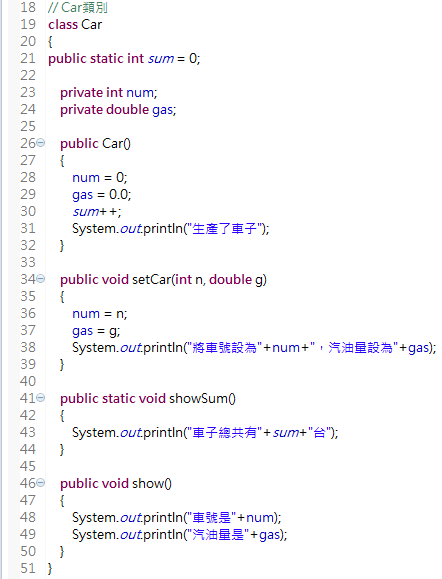 18 // Car類別
19 class Car
20 {
21 public static int sum = 0;
22
23 private int num;
24 private double gas;
25
26 public Car()
27 {
28 num = 0;
29 gas = 0.0;
30 sum++;
31 System.out.println("生產了車子");
32 }
33
34 public void setCar(int n, double g)
35 {
36 num = n;
37 gas = g;
38 System.out.println("將車號設為"+num+"，汽油量設為"+gas);
39 }
40
41 public static void showSum()
42 {
43 System.out.println("車子總共有"+sum+"台");
44 }
45
46 public void show()
47 {
48 System.out.println("車號是"+num);
49 System.out.println("汽油量是"+gas);
50 }
51 }